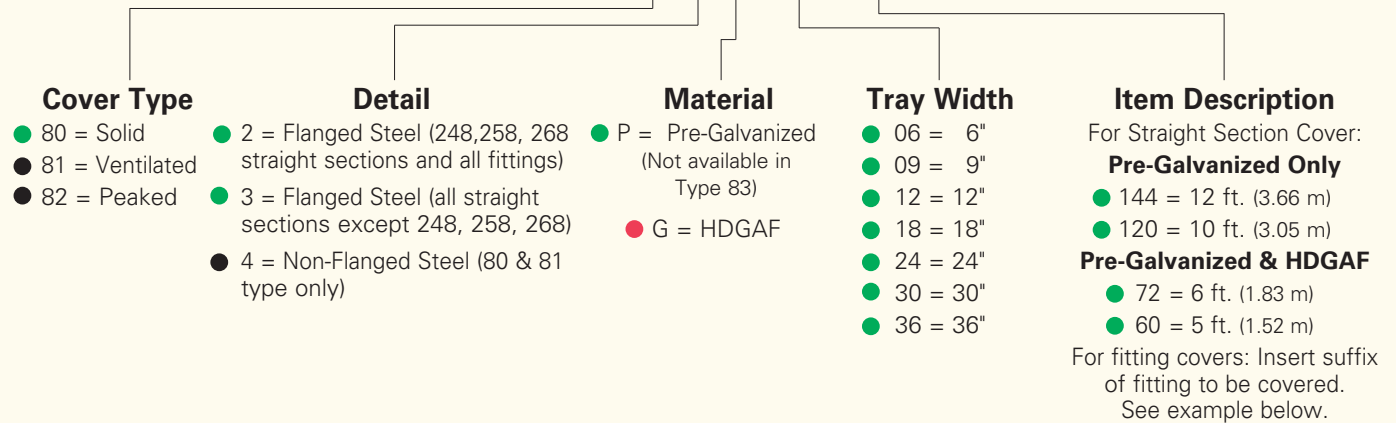 Cover Type
80 = Solid
81 = Ventilated
82 = Peaked
Detail
2 = Flanged Steel (248,258, 268
straight sections and all fittings)
3 = Flanged Steel (all straight
sections except 248, 258, 268)
4 = Non-Flanged Steel (80 & 81
type only)
Material
P = Pre-Galvanized
(Not available in
Type 83)
G = HDGAF
Tray Width
06 = 6"
09 = 9"
12 = 12"
18 = 18"
24 = 24"
30 = 30"
36 = 36"
Item Description
For Straight Section Cover:
Pre-Galvanized Only
144 = 12 ft. (3.66 m)
120 = 10 ft. (3.05 m)
Pre-Galvanized & HDGAF
72 = 6 ft. (1.83 m)
60 = 5 ft. (1.52 m)
For fitting covers: Insert suffix
of fitting to be covered.
See example below.